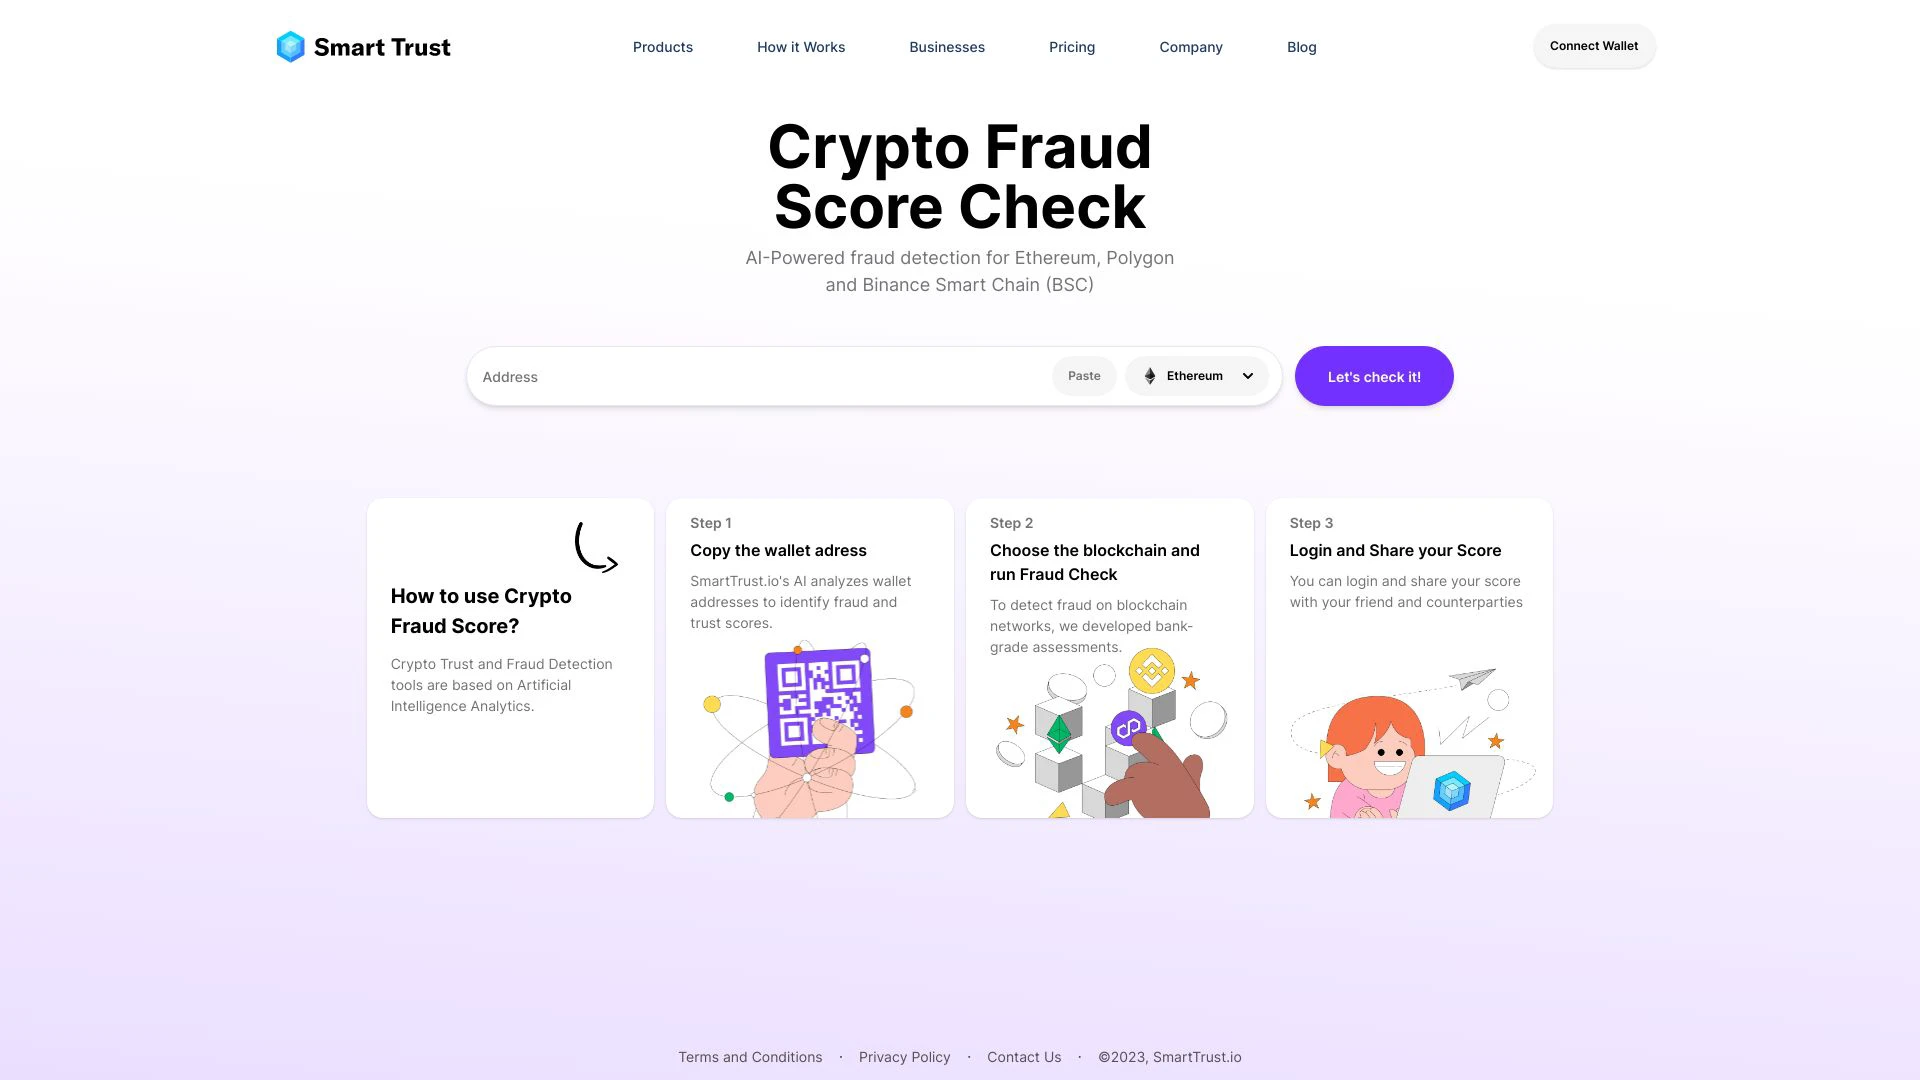 Smart Trust
Products
How it Works
Businesses
Pricing
Company
Blog
Connect Wallet
Crypto Fraud
Score Check
AI-Powered fraud detection for Ethereum, Polygon
and Binance Smart Chain (BSC)
Address
Paste
Ethereum
Let's check it!
How to use Crypto
Fraud Score?
Crypto Trust and Fraud Detection
tools are based on Artificial
Intelligence Analytics.
Step 1
Copy the wallet adress
SmartTrust.io's AI analyzes wallet
addresses to identify fraud and
trust scores.
Step 2
Choose the blockchain and
run Fraud Check
To detect fraud on blockchain
networks, we developed bank-
grade assessments.
Step 3
Login and Share your Score
You can login and share your score
with your friend and counterparties
Terms and Conditions · Privacy Policy · Contact Us · ©2023, SmartTrust.io